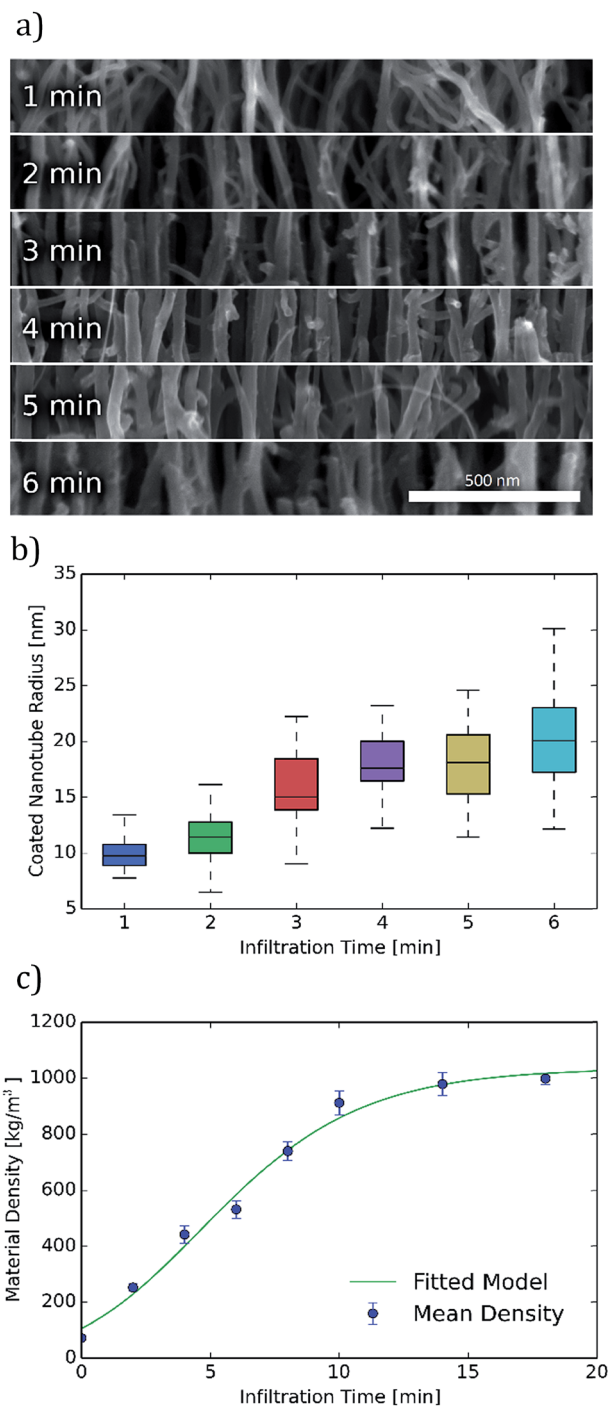 a)
1 min
2 min
3 min
4 min
5 min
6 min
500 nm
b)
35
30
25
20
15
10
5
Coated Nanotube Radius [nm]
1 2 3 4 5 6
Infiltration Time [min]
c)
1200
1000
800
600
400
200
0
Material Density [kg/m³]
Fitted Model
Mean Density
0 5 10 15 20
Infiltration Time [min]